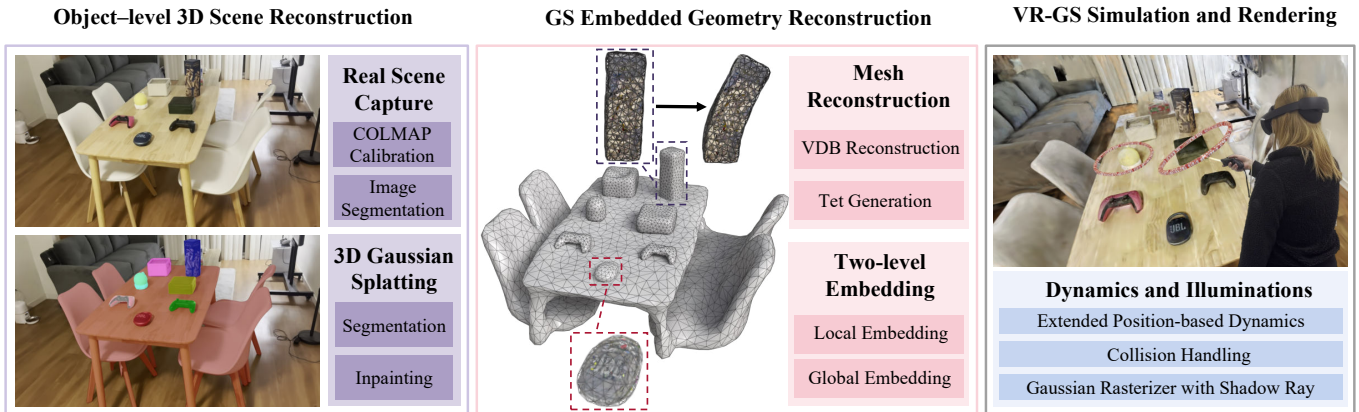 Object–level 3D Scene Reconstruction
Real Scene
Capture
COLMAP
Calibration
Image
Segmentation
3D Gaussian
Splatting
Segmentation
Inpainting
GS Embedded Geometry Reconstruction
Mesh
Reconstruction
VDB Reconstruction
Tet Generation
Two-level
Embedding
Local Embedding
Global Embedding
VR-GS Simulation and Rendering
JBL
Dynamics and Illuminations
Extended Position-based Dynamics
Collision Handling
Gaussian Rasterizer with Shadow Ray